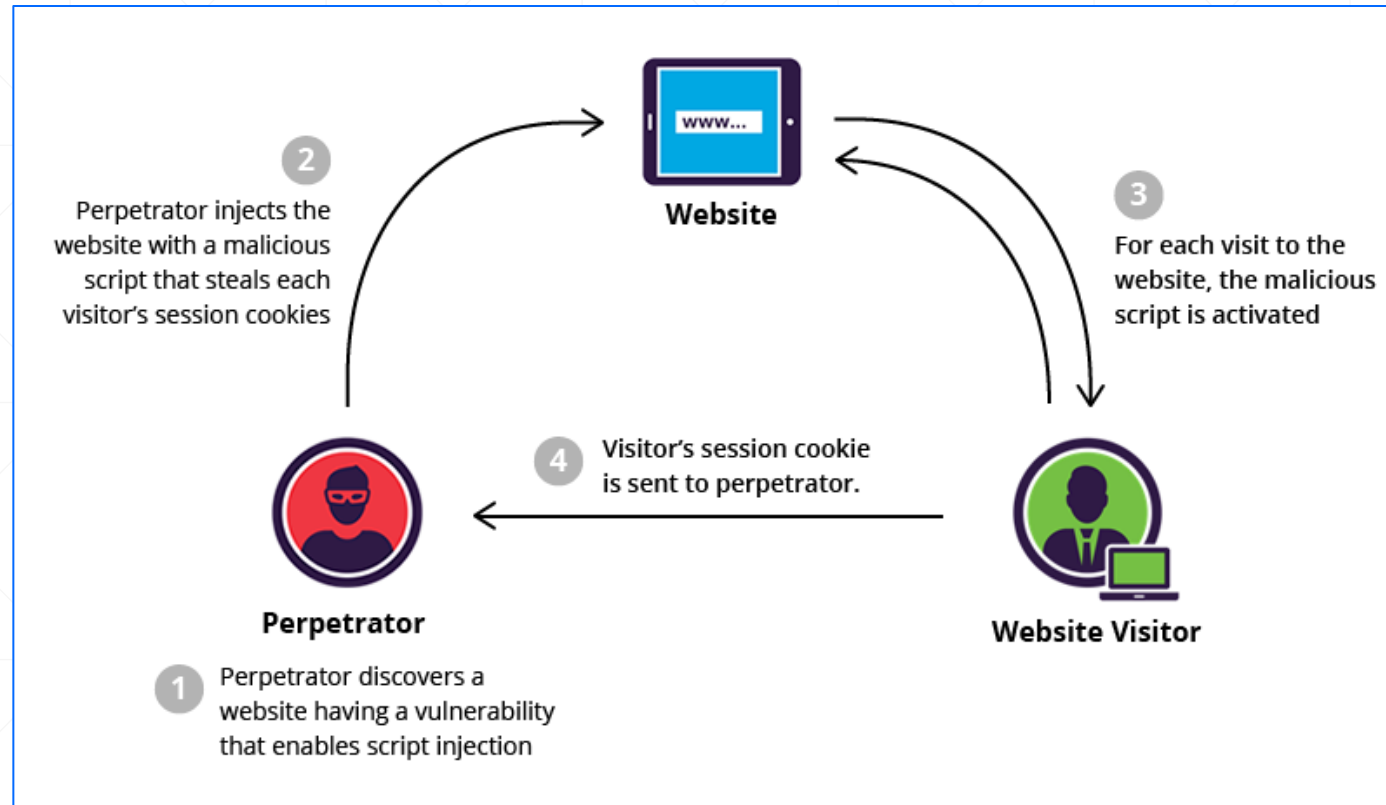 www...
Website
2
Perpetrator injects the
website with a malicious
script that steals each
visitor’s session cookies
3
For each visit to the
website, the malicious
script is activated
4
Visitor’s session cookie
is sent to perpetrator.
Perpetrator
Website Visitor
1
Perpetrator discovers a
website having a vulnerability
that enables script injection